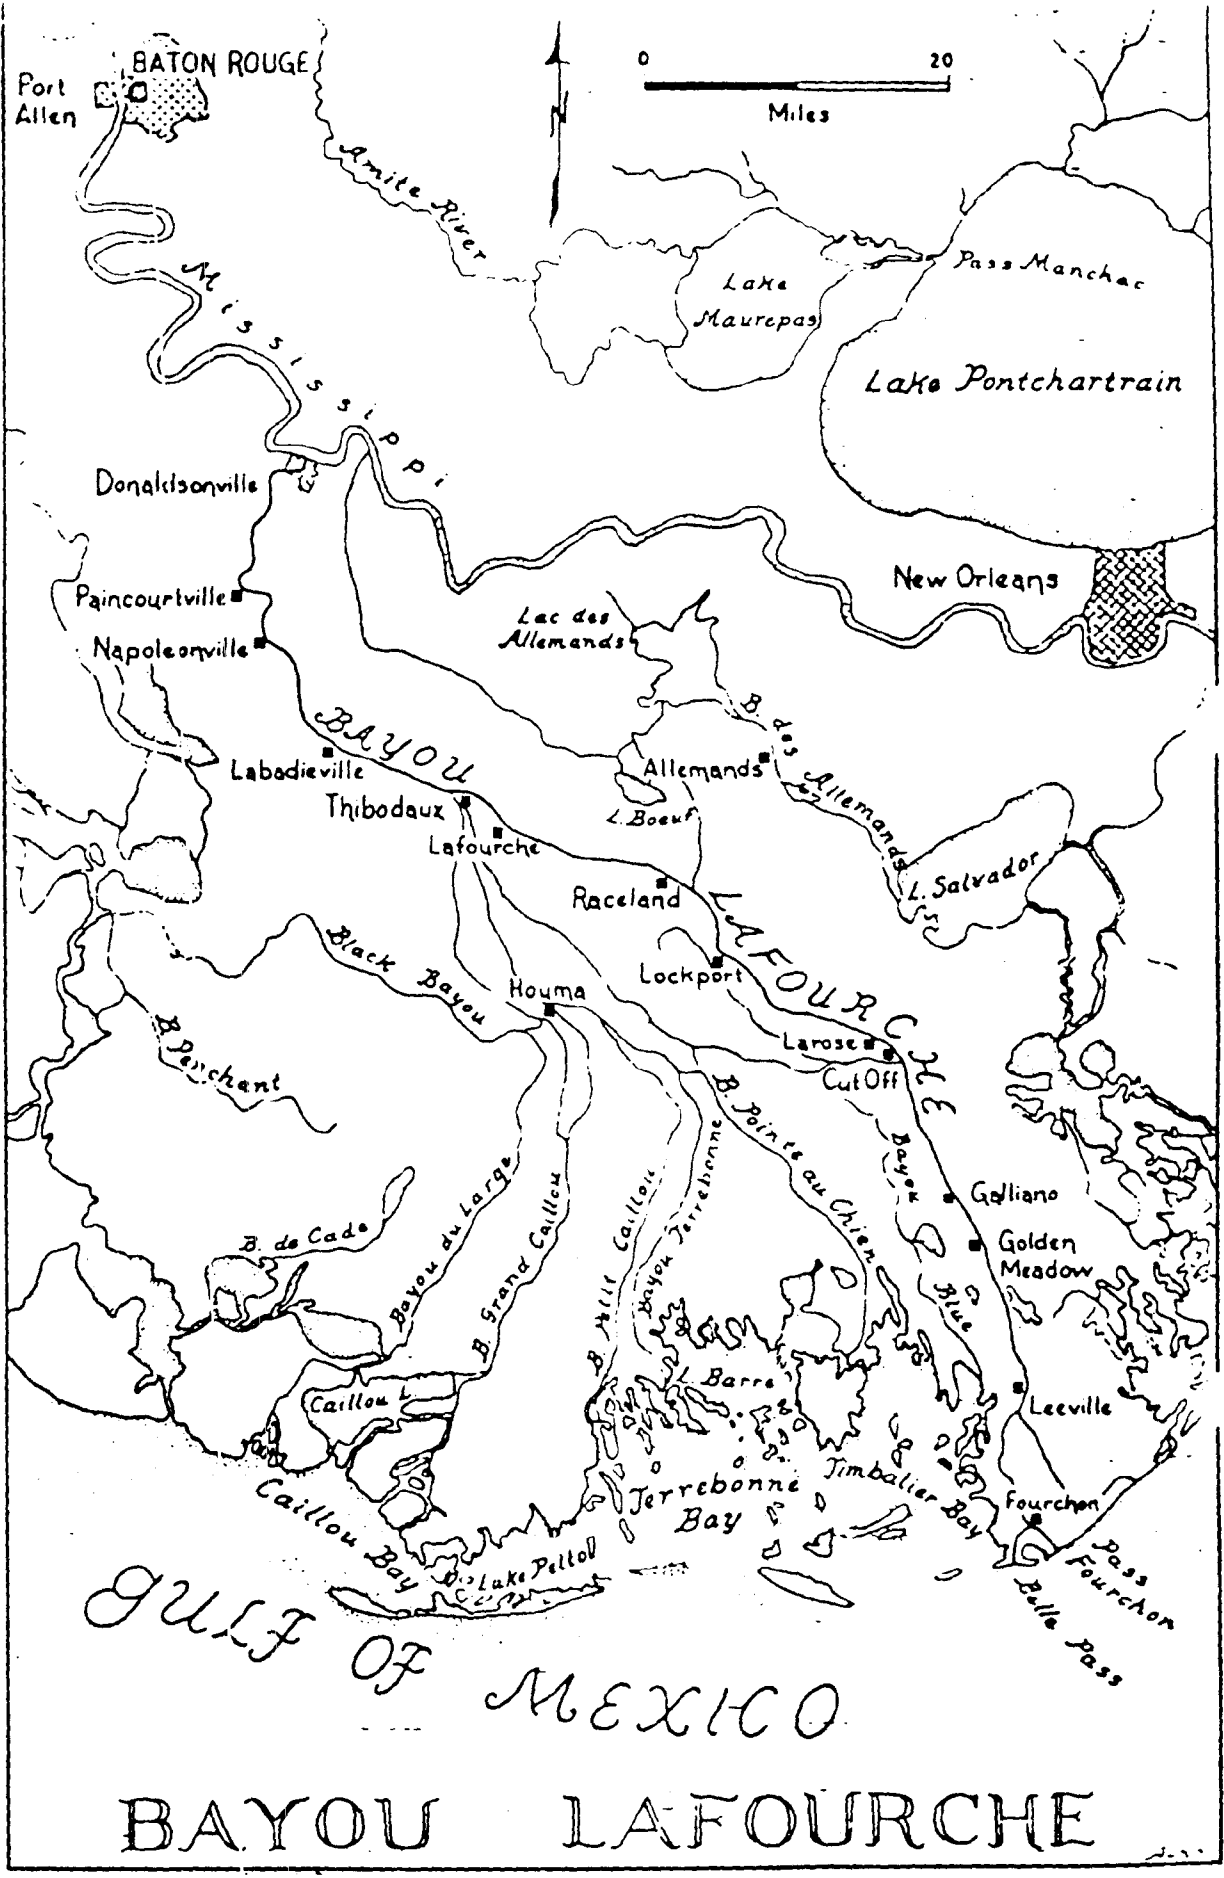 BATON ROUGE
Port
Allen
0 20
Miles
N
Amite River
Mississippi
Lake
Maurepas
Pass Manchac
Lake Pontchartrain
Donaldsonville
New Orleans
Paincourtville
Napoleonville
Lac des
Allemands
B. des Allemands
BAYOU LAFOURCHE
Labadieville
Allemands
Thibodaux
L. Boeuf
Lafourche
L. Salvador
Raceland
Black Bayou
Lockport
Houma
B. Penchant
Larose
Cut Off
B. Pointe au Chien
Bayou Blue
Galliano
Golden
Meadow
B. de Cade
Bayou du Large
B. Grand Caillou
B. Petit Caillou
Bayou Terrebonne
Caillou L.
L. Barre
Leeville
Caillou Bay
Terrebonne
Bay
Timbalier Bay
Fourchon
Lake Peltol
Pass
Fourchon
Belle Pass
GULF OF MEXICO
BAYOU LAFOURCHE